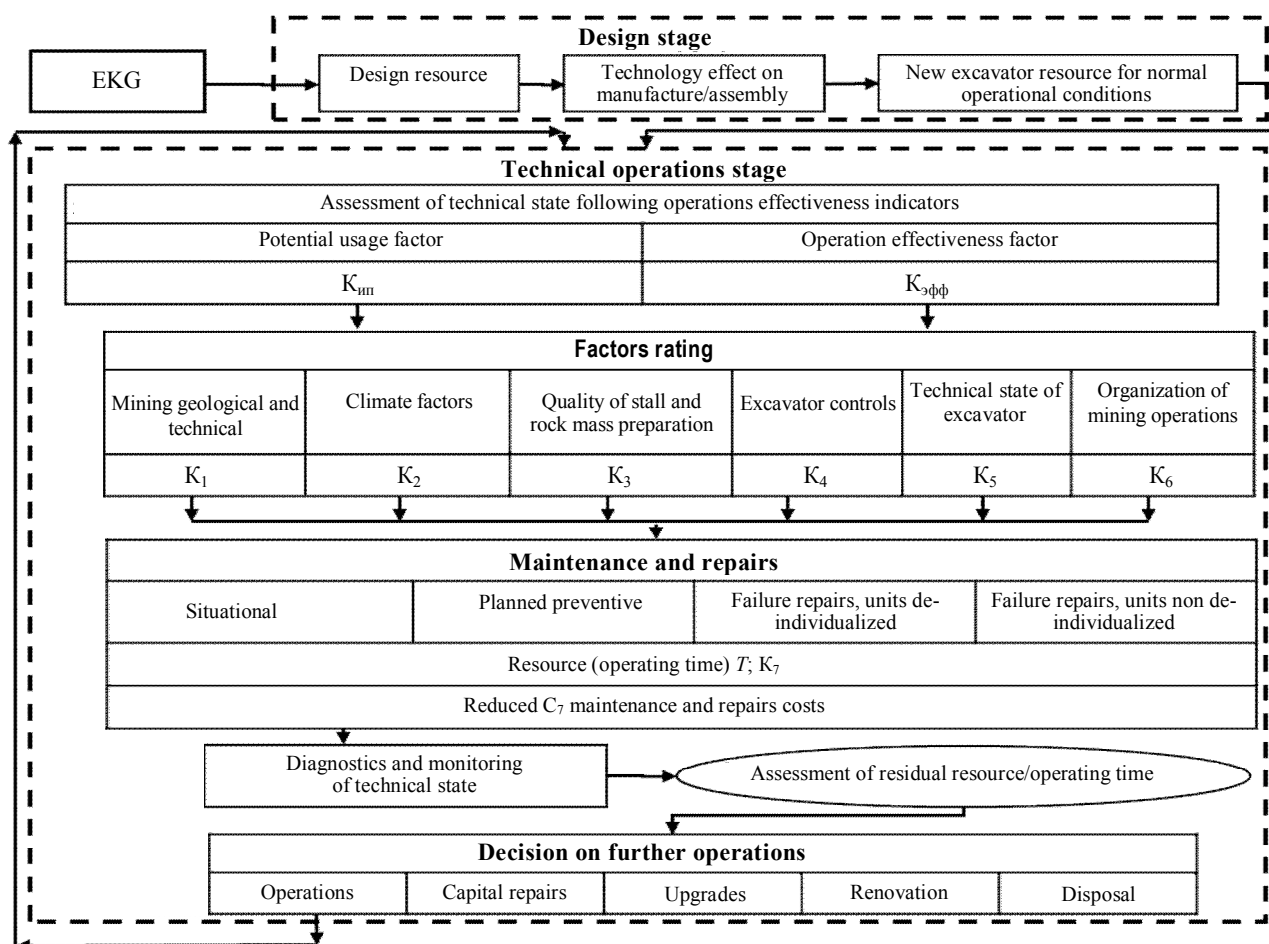 Design stage
EKG
Design resource
Technology effect on
manufacture/assembly
New excavator resource for normal
operational conditions
Technical operations stage
Assessment of technical state following operations effectiveness indicators
Potential usage factor
Operation effectiveness factor
Кип
Кэфф
Factors rating
Mining geological and
technical
Climate factors
Quality of stall and
rock mass preparation
Excavator controls
Technical state of
excavator
Organization of
mining operations
К1
К2
К3
К4
К5
К6
Maintenance and repairs
Situational
Planned preventive
Failure repairs, units de-
individualized
Failure repairs, units non de-
individualized
Resource (operating time) T; К7
Reduced C7 maintenance and repairs costs
Diagnostics and monitoring
of technical state
Assessment of residual resource/operating time
Decision on further operations
Operations
Capital repairs
Upgrades
Renovation
Disposal